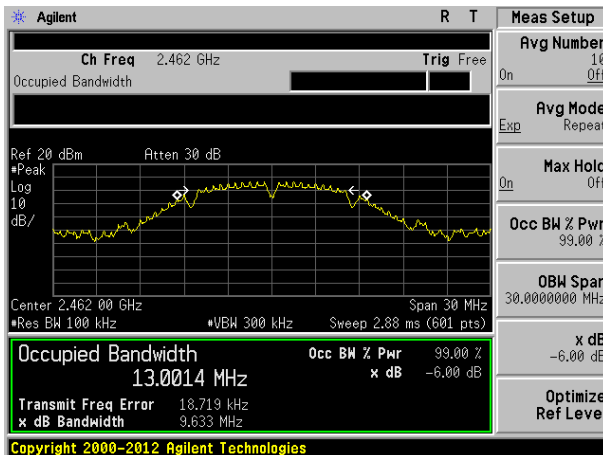 Agilent R T Meas Setup
Ch Freq 2.462 GHz Trig Free
Occupied Bandwidth
Avg Number
10
On Off
Avg Mode
Exp Repeat
Max Hold
On Off
Occ BW % Pwr
99.00 %
OBW Span
30.0000000 MHz
x dB
-6.00 dB
Optimize
Ref Level
Ref 20 dBm Atten 30 dB
#Peak
Log
10
dB/
Center 2.462 00 GHz Span 30 MHz
#Res BW 100 kHz #VBW 300 kHz Sweep 2.88 ms (601 pts)
Occupied Bandwidth Occ BW % Pwr 99.00 %
13.0014 MHz x dB -6.00 dB
Transmit Freq Error 18.719 kHz
x dB Bandwidth 9.633 MHz
Copyright 2000-2012 Agilent Technologies